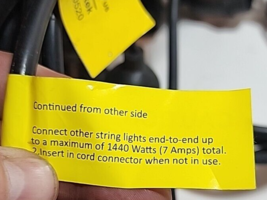 Continued from other side
Connect other string lights end-to-end up
to a maximum of 1440 Watts (7 Amps) total.
2.Insert in cord connector when not in use.